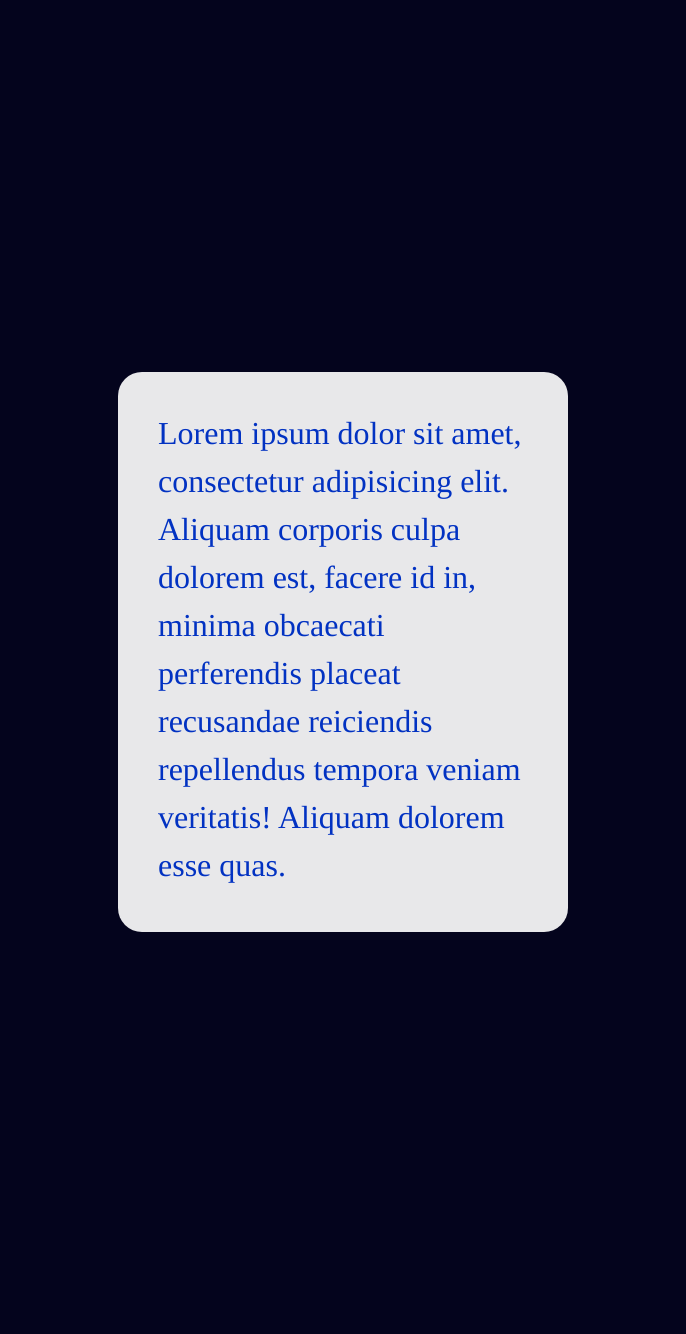 Lorem ipsum dolor sit amet,
consectetur adipisicing elit.
Aliquam corporis culpa
dolorem est, facere id in,
minima obcaecati
perferendis placeat
recusandae reiciendis
repellendus tempora veniam
veritatis! Aliquam dolorem
esse quas.